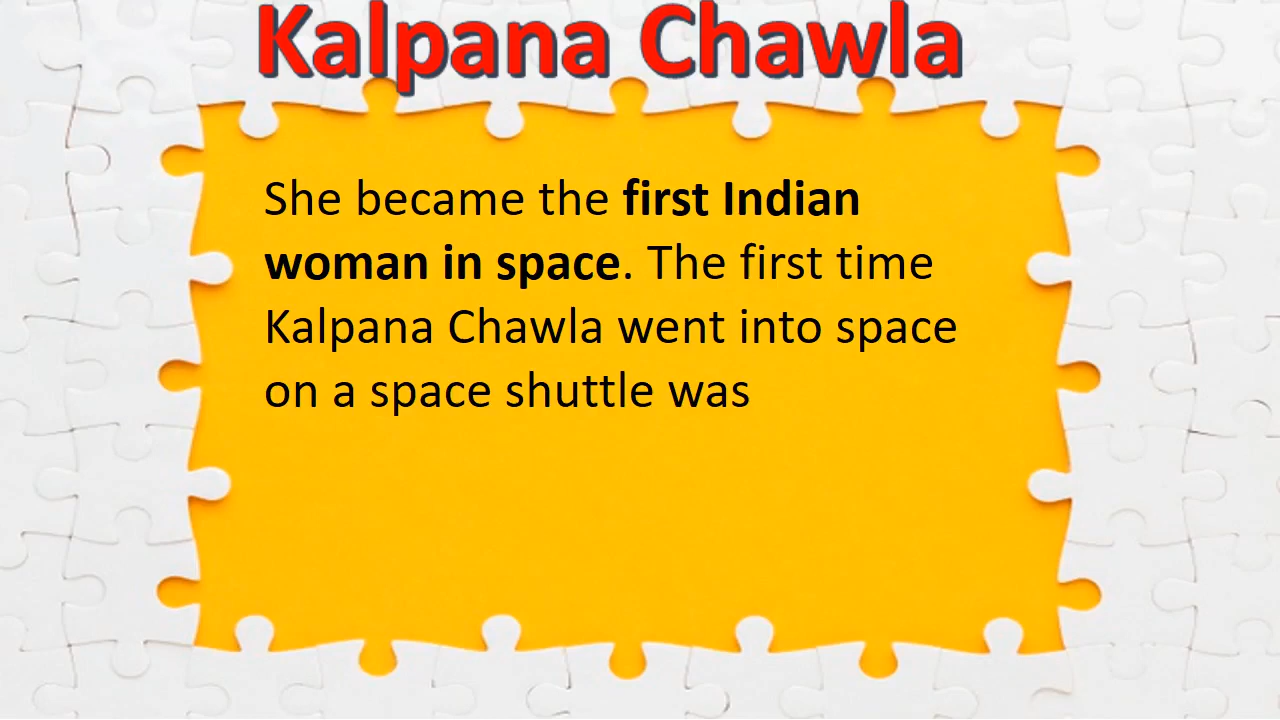 Kalpana Chawla
She became the first Indian
woman in space. The first time
Kalpana Chawla went into space
on a space shuttle was